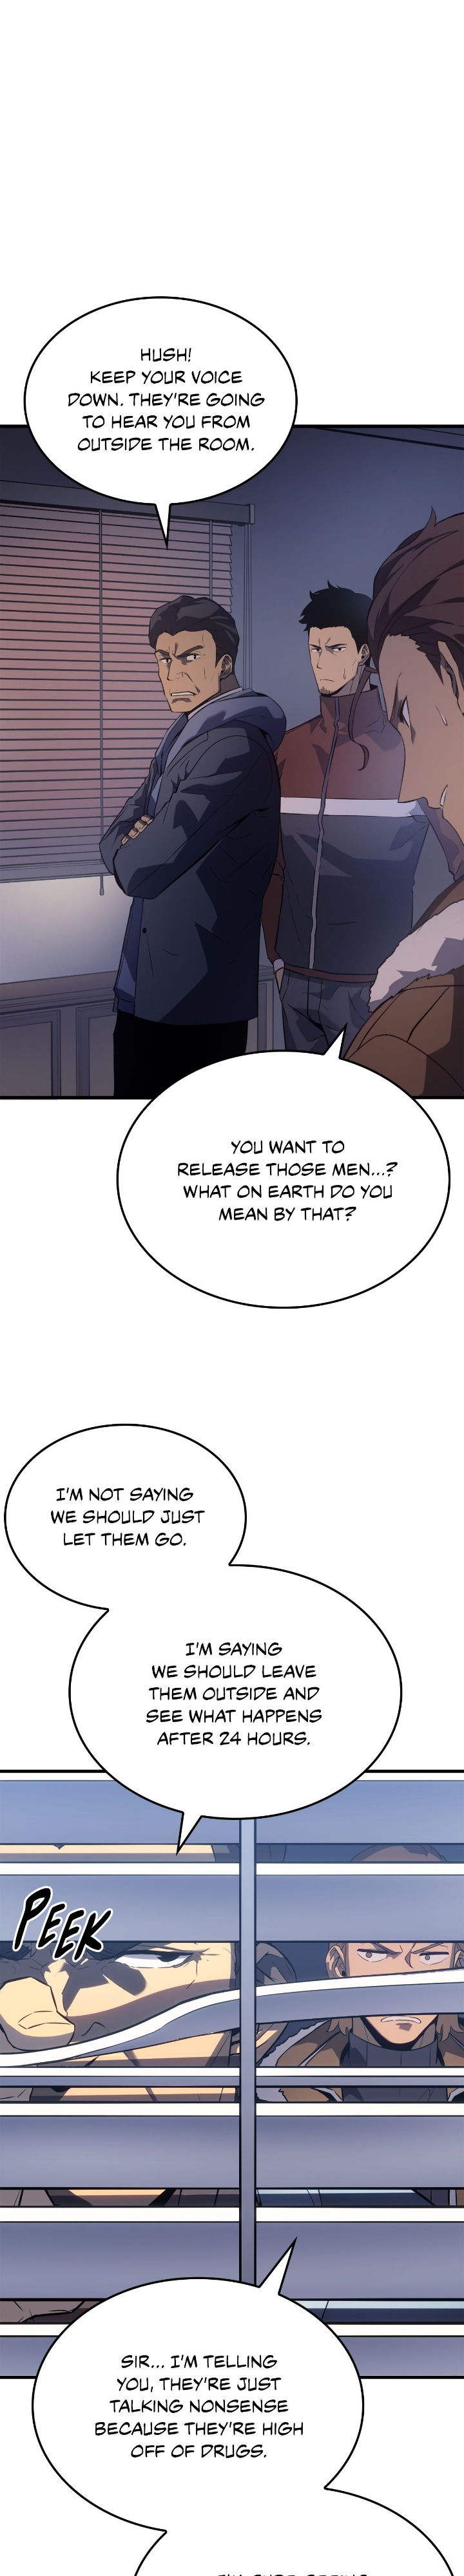 HUSH!
KEEP YOUR VOICE
DOWN. THEY'RE GOING
TO HEAR YOU FROM
OUTSIDE THE ROOM.
YOU WANT TO
RELEASE THOSE MEN...?
WHAT ON EARTH DO YOU
MEAN BY THAT?
I'M NOT SAYING
WE SHOULD JUST
LET THEM GO.
I'M SAYING
WE SHOULD LEAVE
THEM OUTSIDE AND
SEE WHAT HAPPENS
AFTER 24 HOURS.
PEEK
SIR... I'M TELLING
YOU, THEY'RE JUST
TALKING NONSENSE
BECAUSE THEY'RE HIGH
OFF OF DRUGS.